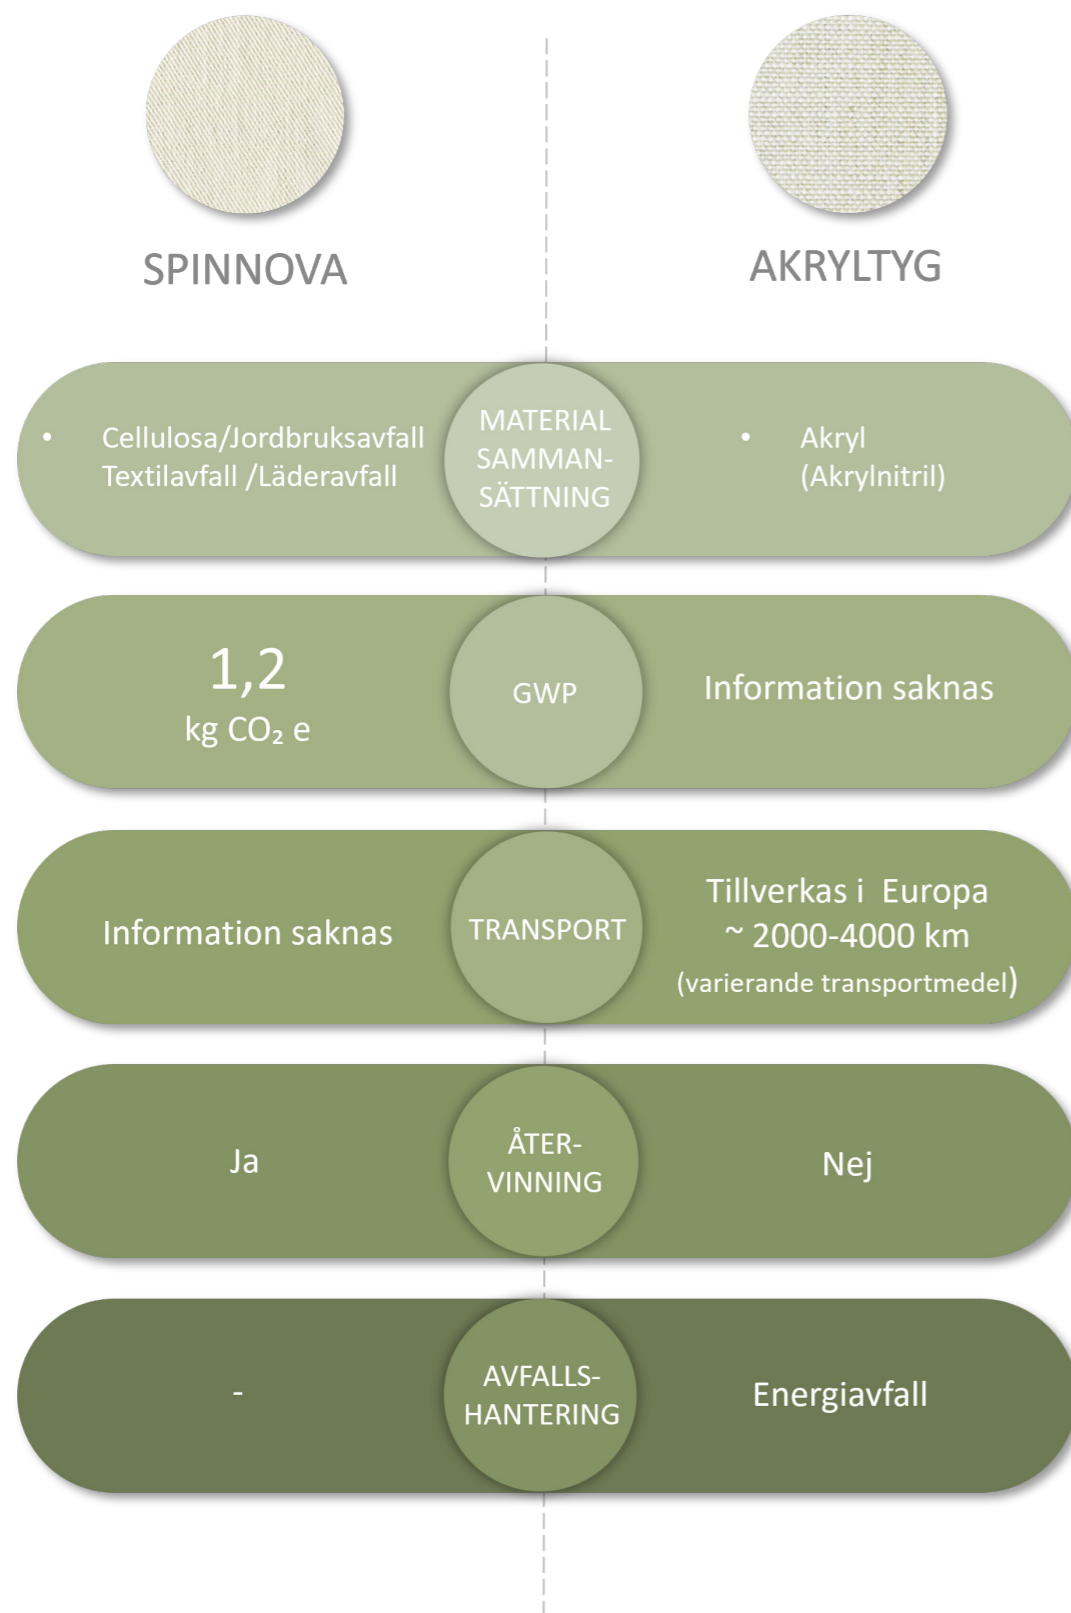 SPINNOVA
AKRYLTYG
• Cellulosa/Jordbruksavfall
Textilavfall /Läderavfall
MATERIAL
SAMMAN-
SÄTTNING
• Akryl
(Akrylnitril)
1,2
kg CO₂ e
GWP
Information saknas
Information saknas
TRANSPORT
Tillverkas i Europa
~ 2000-4000 km
(varierande transportmedel)
Ja
ÅTER-
VINNING
Nej
-
AVFALLS-
HANTERING
Energiavfall